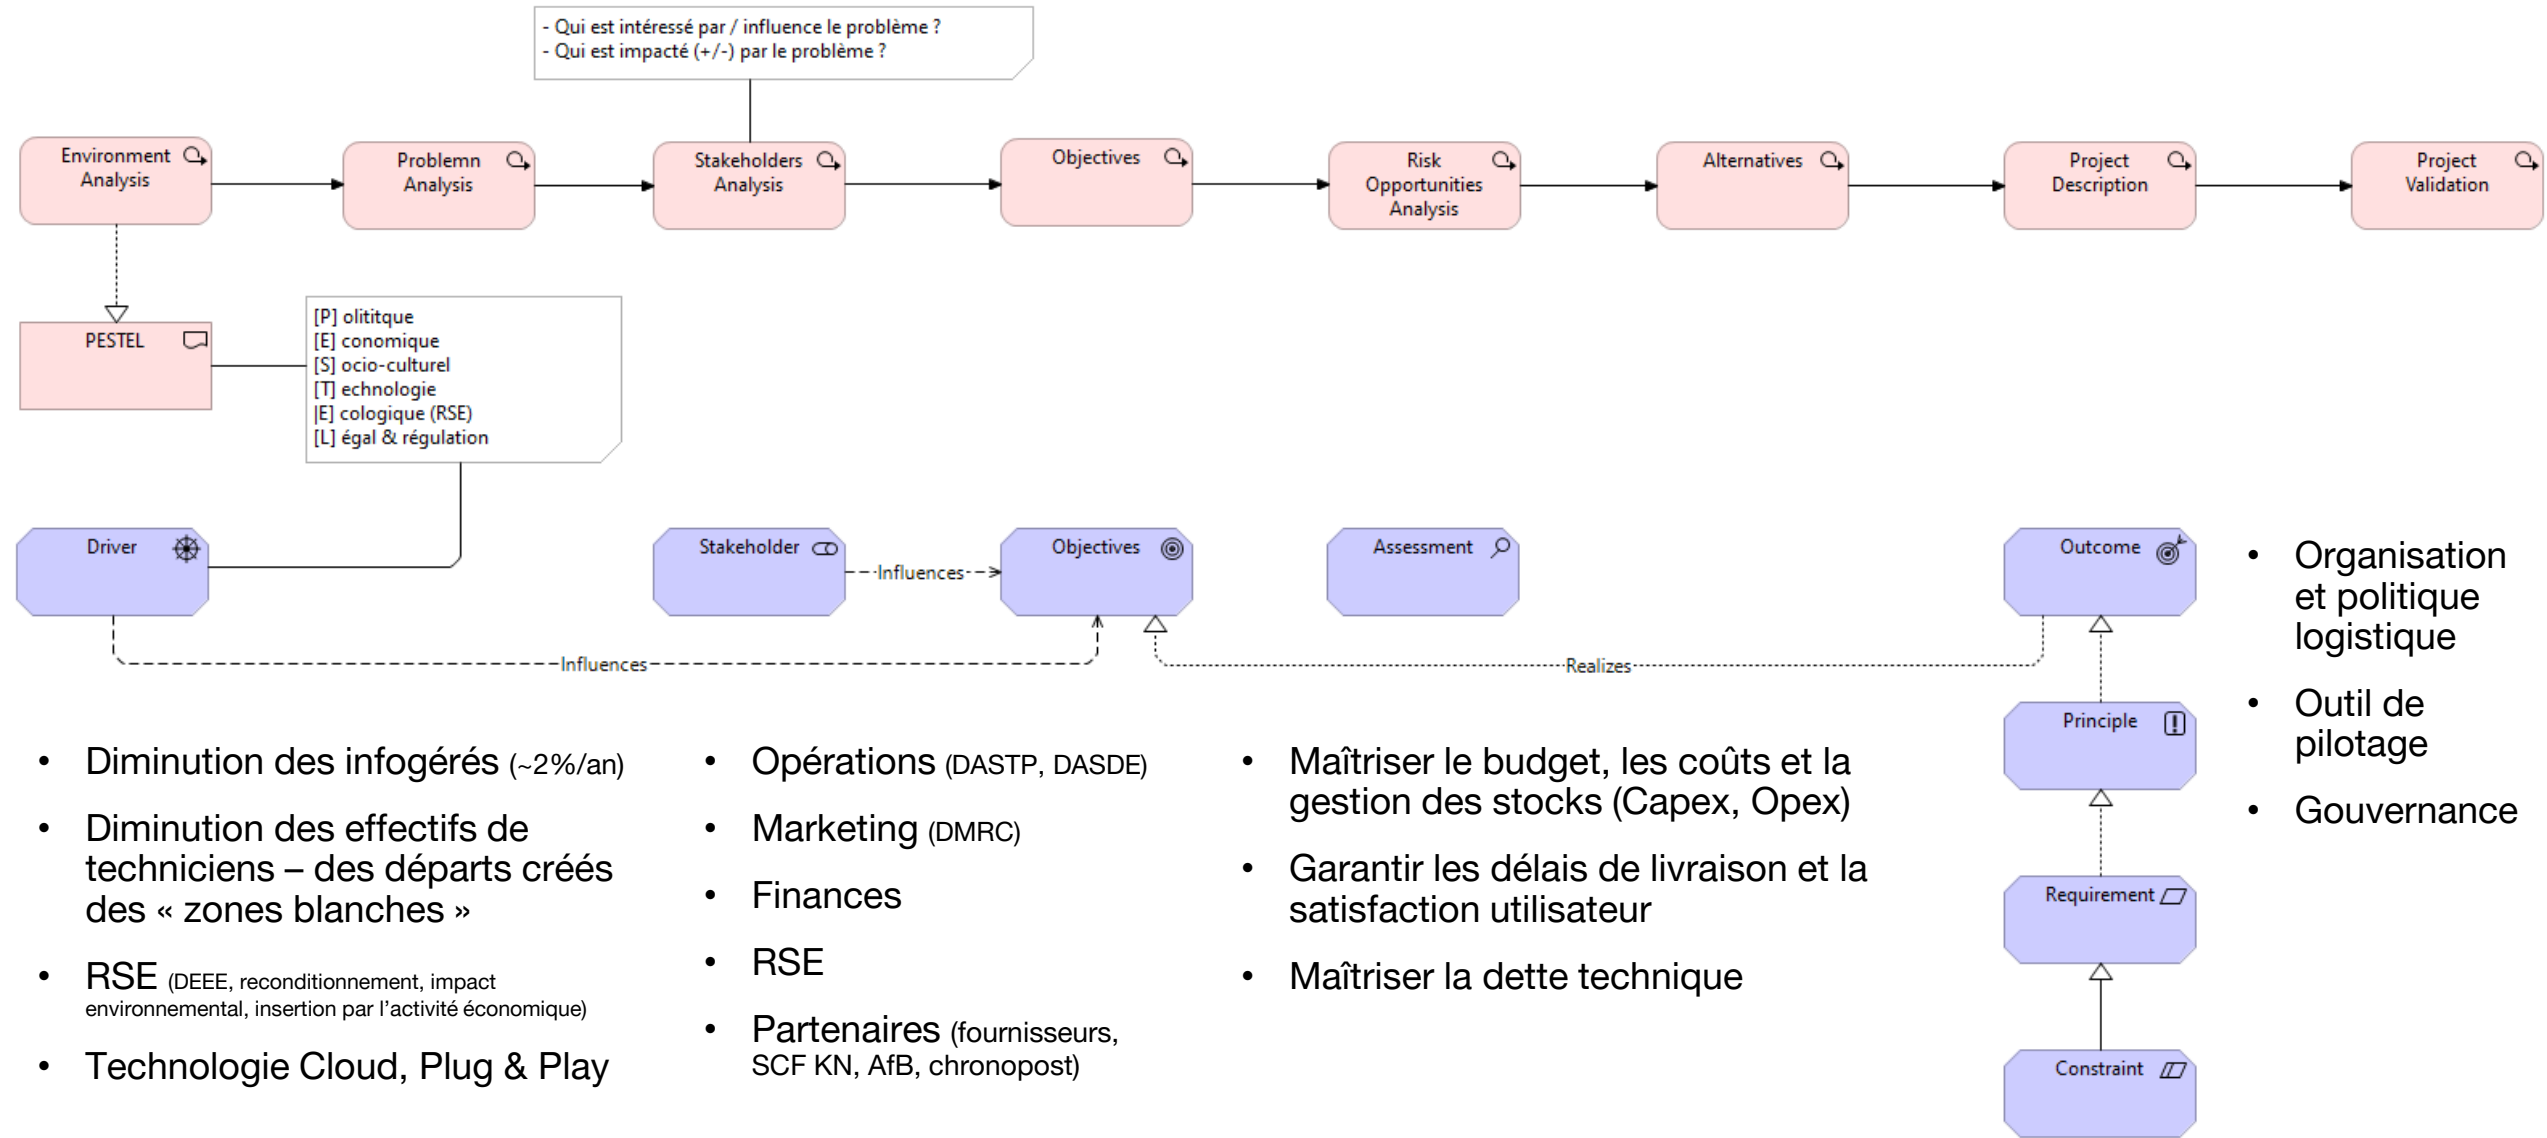 - Qui est intéressé par / influence le problème ?
- Qui est impacté (+/-) par le problème ?
Environment
Analysis
Problemn
Analysis
Stakeholders
Analysis
Objectives
Risk
Opportunities
Analysis
Alternatives
Project
Description
Project
Validation
PESTEL
[P] olititque
[E] conomique
[S] ocio-culturel
[T] echnologie
|E] cologique (RSE)
[L] égal & régulation
Driver
Stakeholder
Influences
Objectives
Assessment
Outcome
Influences
Realizes
Principle
Requirement
Constraint
• Diminution des infogérés (~2%/an)
• Diminution des effectifs de
techniciens – des départs créés
des « zones blanches »
• RSE (DEEE, reconditionnement, impact
environnemental, insertion par l’activité économique)
• Technologie Cloud, Plug & Play
• Opérations (DASTP, DASDE)
• Marketing (DMRC)
• Finances
• RSE
• Partenaires (fournisseurs,
SCF KN, AfB, chronopost)
• Maîtriser le budget, les coûts et la
gestion des stocks (Capex, Opex)
• Garantir les délais de livraison et la
satisfaction utilisateur
• Maîtriser la dette technique
• Organisation
et politique
logistique
• Outil de
pilotage
• Gouvernance